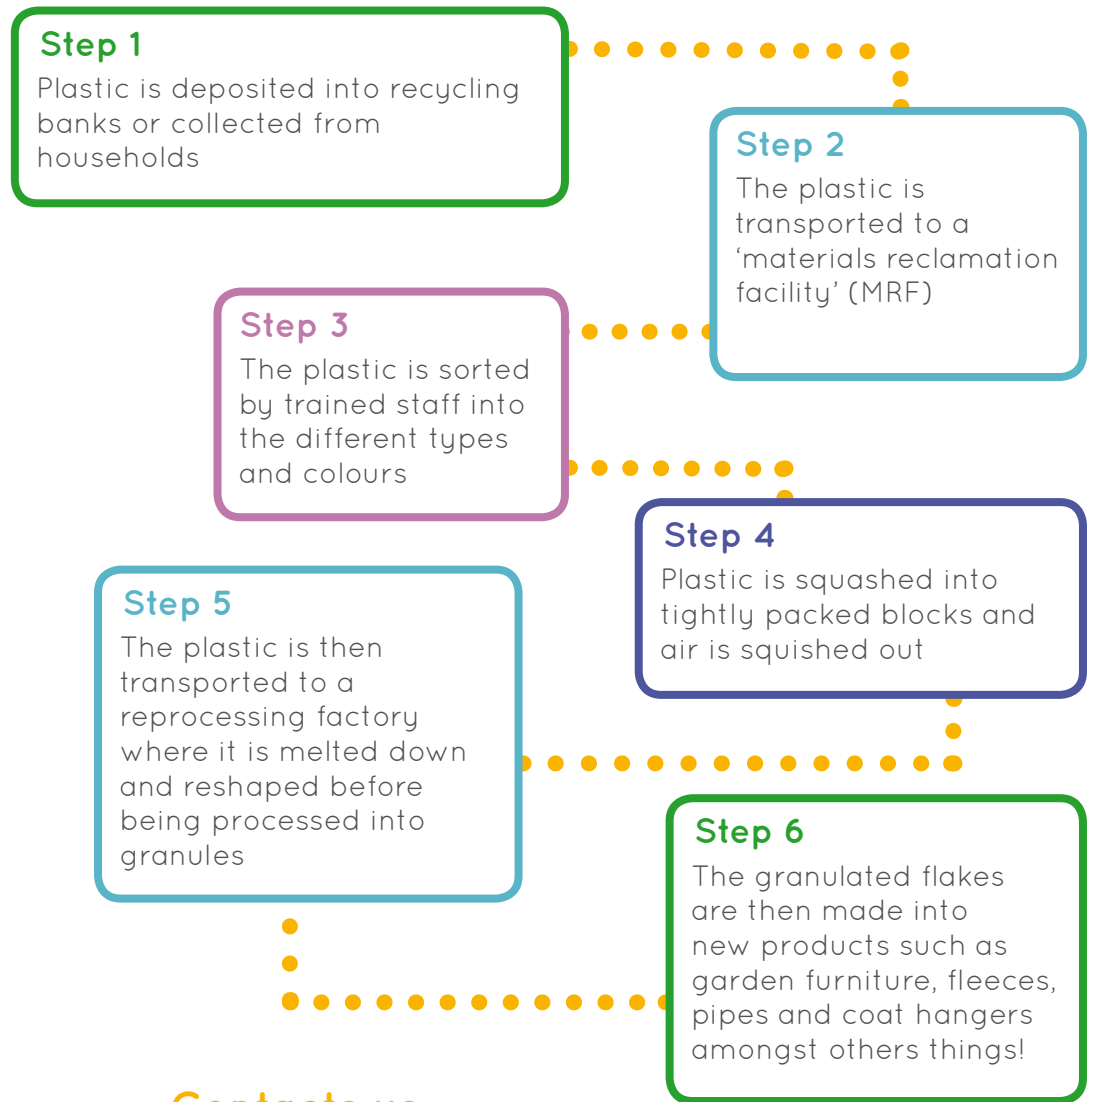 Step 1
Plastic is deposited into recycling
banks or collected from
households
Step 2
The plastic is
transported to a
‘materials reclamation
facility’ (MRF)
Step 3
The plastic is sorted
by trained staff into
the different types
and colours
Step 4
Plastic is squashed into
tightly packed blocks and
air is squished out
Step 5
The plastic is then
transported to a
reprocessing factory
where it is melted down
and reshaped before
being processed into
granules
Step 6
The granulated flakes
are then made into
new products such as
garden furniture, fleeces,
pipes and coat hangers
amongst others things!